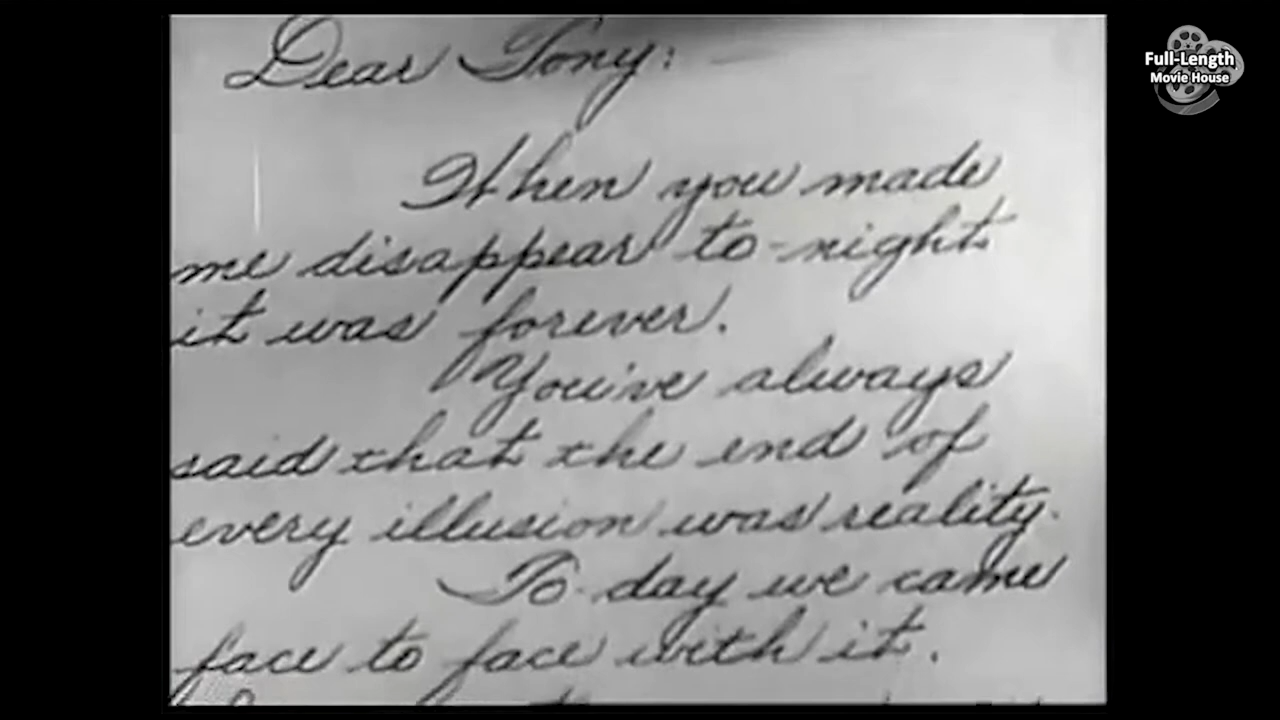 Full-Length
Movie House
Dear Tony:
When you made
me disappear to-night
it was forever.
You've always
said that the end of
every illusion was reality.
To-day we came
face to face with it.